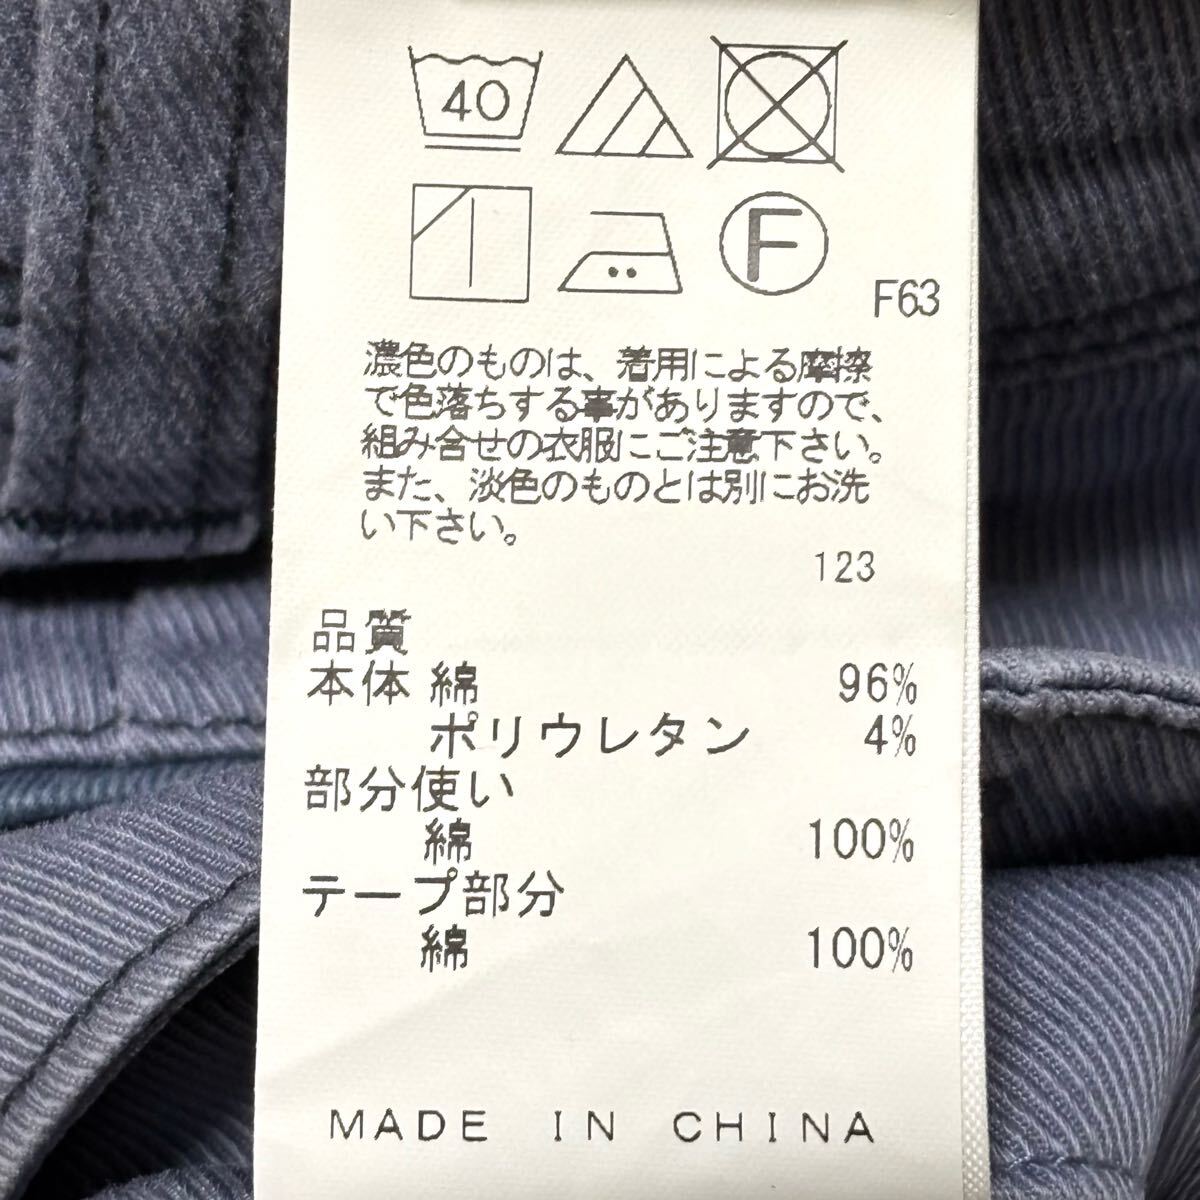 40
F
F63
濃色のものは、着用による摩擦
で色落ちする事がありますので、
組み合せの衣服にご注意下さい。
また、淡色のものとは別にお洗
い下さい。
123
品質
本体 綿 96%
ポリウレタン 4%
部分使い
綿 100%
テープ部分
綿 100%
MADE IN CHINA